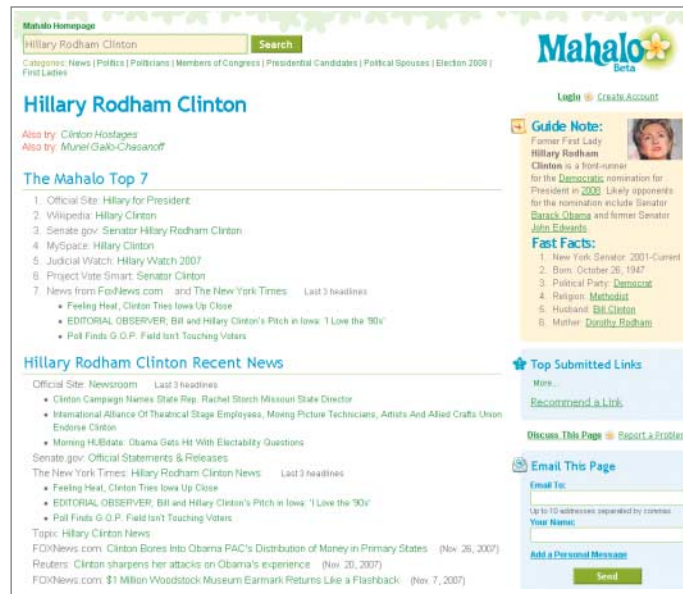 Mahalo Homepage
Hillary Rodham Clinton
Search
Categories: News | Politics | Politicians | Members of Congress | Presidential Candidates | Political Spouses | Election 2008 |
First Ladies
Hillary Rodham Clinton
Also try: Clinton Hostages
Also try: Muriel Gallo-Chasanoff
The Mahalo Top 7
1. Official Site: Hillary for President
2. Wikipedia: Hillary Clinton
3. Senate.gov: Senator Hillary Rodham Clinton
4. MySpace: Hillary Clinton
5. Judicial Watch: Hillary Watch 2007
6. Project Vote Smart: Senator Clinton
7. News from FoxNews.com and The New York Times Last 3 headlines
Feeling Heat, Clinton Tries Iowa Up Close
EDITORIAL OBSERVER; Bill and Hillary Clinton's Pitch in Iowa: 'I Love the '90s'
Poll Finds G.O.P. Field Isn't Touching Voters
Hillary Rodham Clinton Recent News
Official Site: Newsroom Last 3 headlines
Clinton Campaign Names State Rep. Rachel Storch Missouri State Director
International Alliance Of Theatrical Stage Employees, Moving Picture Technicians, Artists And Allied Crafts Union
Endorse Clinton
Morning HUBdate: Obama Gets Hit With Electability Questions
Senate.gov: Official Statements & Releases
The New York Times: Hillary Rodham Clinton News Last 3 headlines
Feeling Heat, Clinton Tries Iowa Up Close
EDITORIAL OBSERVER; Bill and Hillary Clinton's Pitch in Iowa: 'I Love the '90s'
Poll Finds G.O.P. Field Isn't Touching Voters
Topix: Hillary Clinton News
FOXNews.com: Clinton Bores Into Obama PAC's Distribution of Money in Primary States (Nov. 26, 2007)
Reuters: Clinton sharpens her attacks on Obama's experience (Nov. 20, 2007)
FOXNews.com: $1 Million Woodstock Museum Earmark Returns Like a Flashback (Nov. 7, 2007)
Mahalo
Beta
Login Create Account
Guide Note:
Former First Lady
Hillary Rodham
Clinton is a front-runner
for the Democratic nomination for
President in 2008. Likely opponents
for the nomination include Senator
Barack Obama and former Senator
John Edwards.
Fast Facts:
1. New York Senator: 2001-Current
2. Born: October 26, 1947
3. Political Party: Democrat
4. Religion: Methodist
5. Husband: Bill Clinton
6. Mother: Dorothy Rodham
Top Submitted Links
More...
Recommend a Link
Discuss This Page Report a Problem
Email This Page
Email To:
Up to 10 addresses separated by commas.
Your Name:
Add a Personal Message
Send